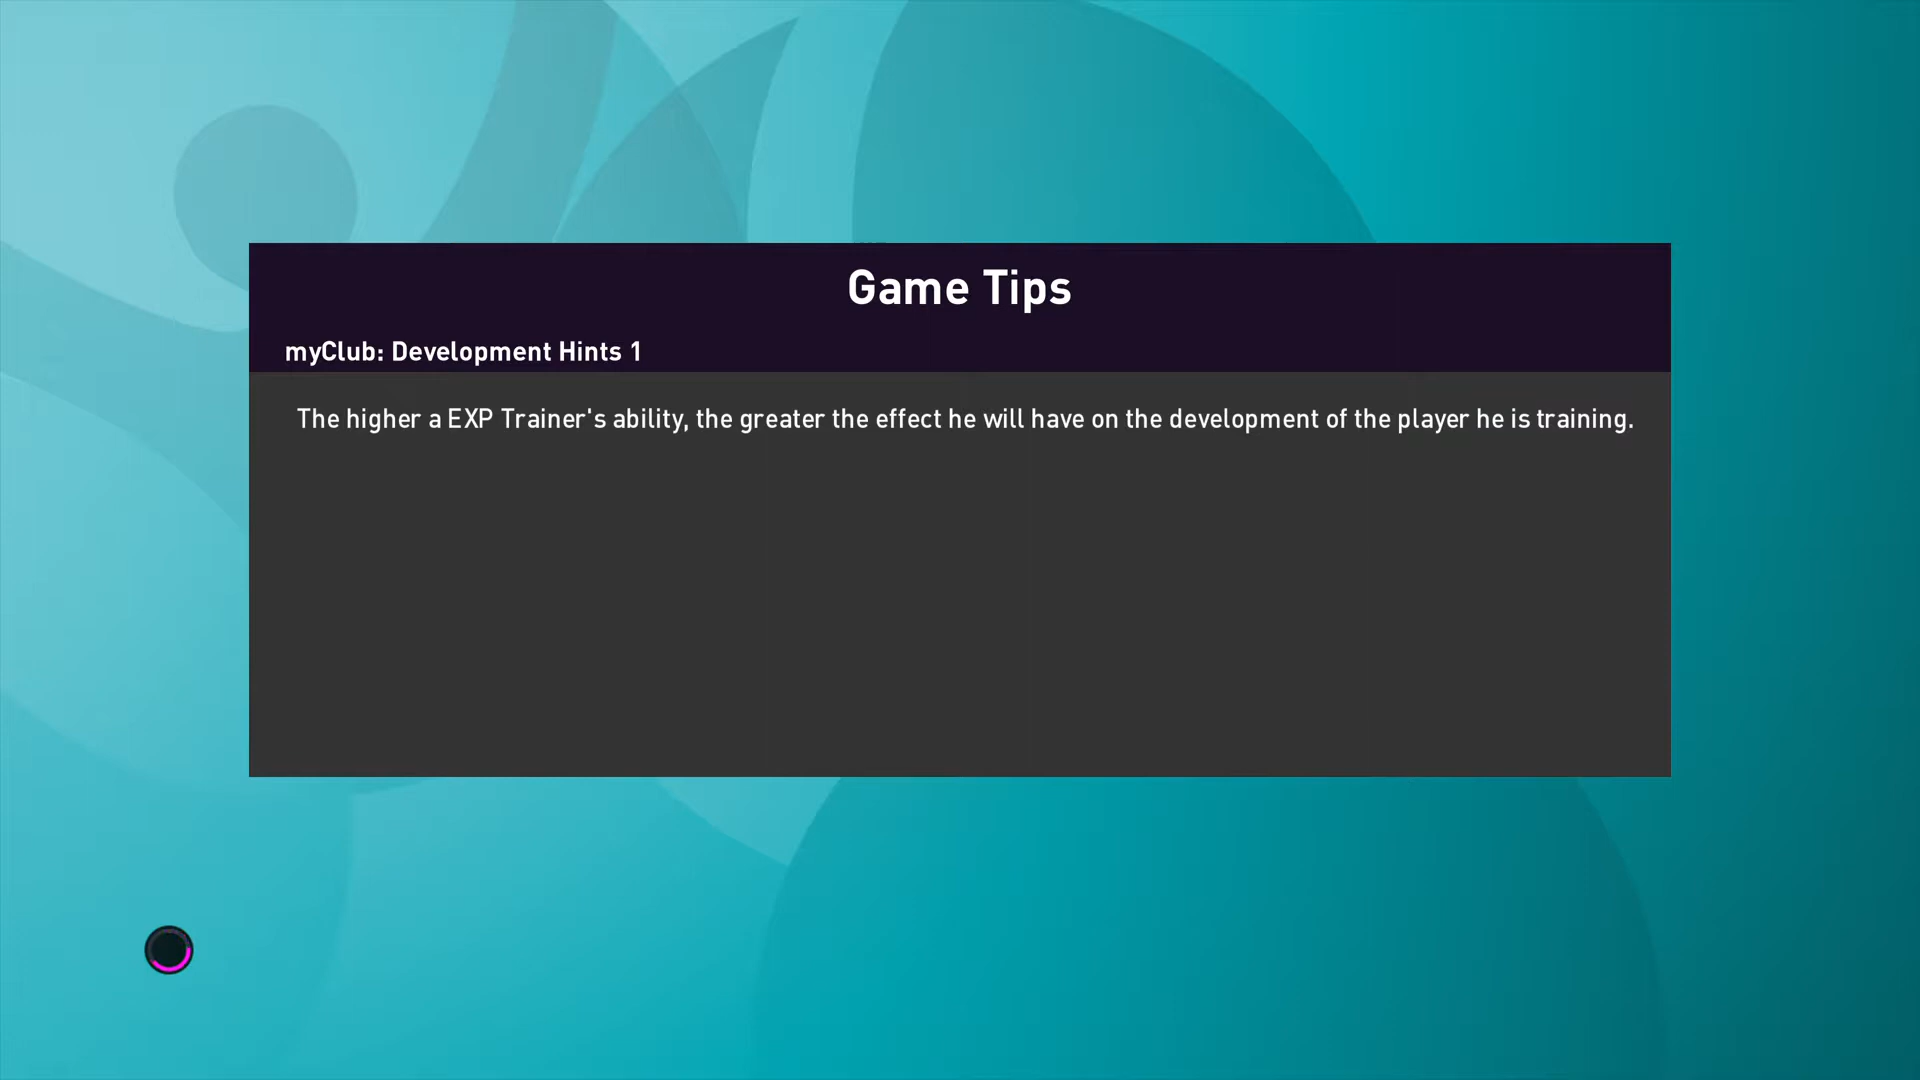 Game Tips
myClub: Development Hints 1
The higher a EXP Trainer's ability, the greater the effect he will have on the development of the player he is training.